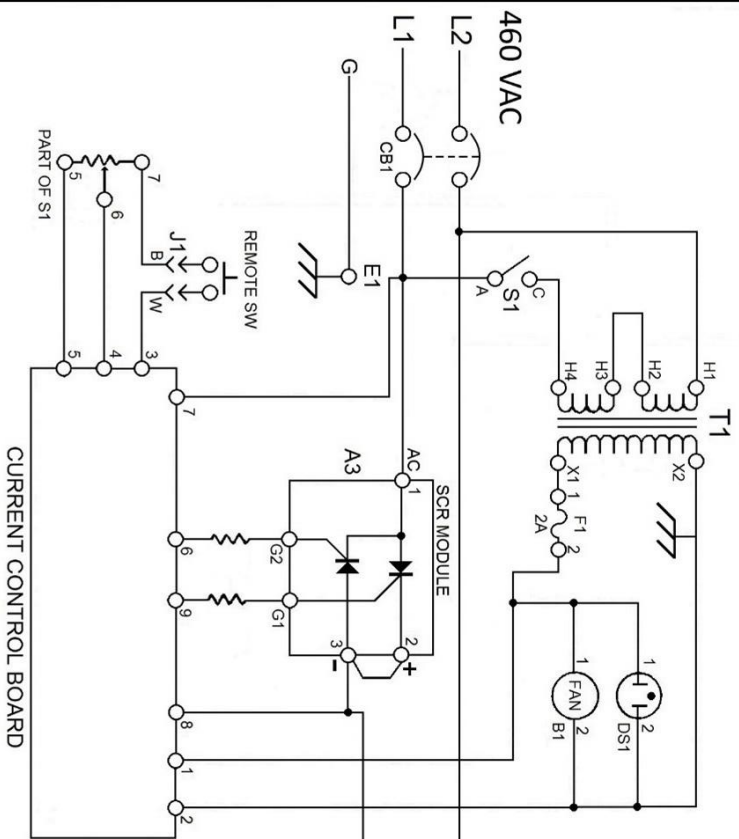 460 VAC
L2
L1
G
CB1
E1
A
S1
C
H1
H2
H3
H4
T1
X2
X1
1
F1
2A
2
1
DS1
2
1
FAN
B1
2
PART OF S1
7
5
6
J1
B
W
REMOTE SW
3
4
5
7
A3
AC
1
SCR MODULE
G2
G1
3
-
2
+
6
9
8
1
2
CURRENT CONTROL BOARD